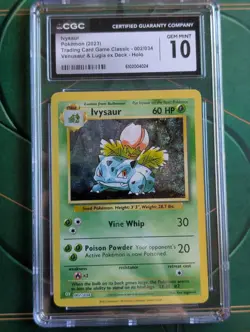 CGC
CERTIFIED GUARANTY COMPANY
Ivysaur
Pokémon (2023)
Trading Card Game Classic - 002/034
Venusaur & Lugia ex Deck - Holo
GEM MINT
10
Evolves from Bulbasaur
Ivysaur
60 HP
Seed Pokémon. Height: 3' 3", Weight: 28.7 lbs.
Vine Whip
30
Poison Powder Your opponent's Active Pokémon is now Poisoned.
20